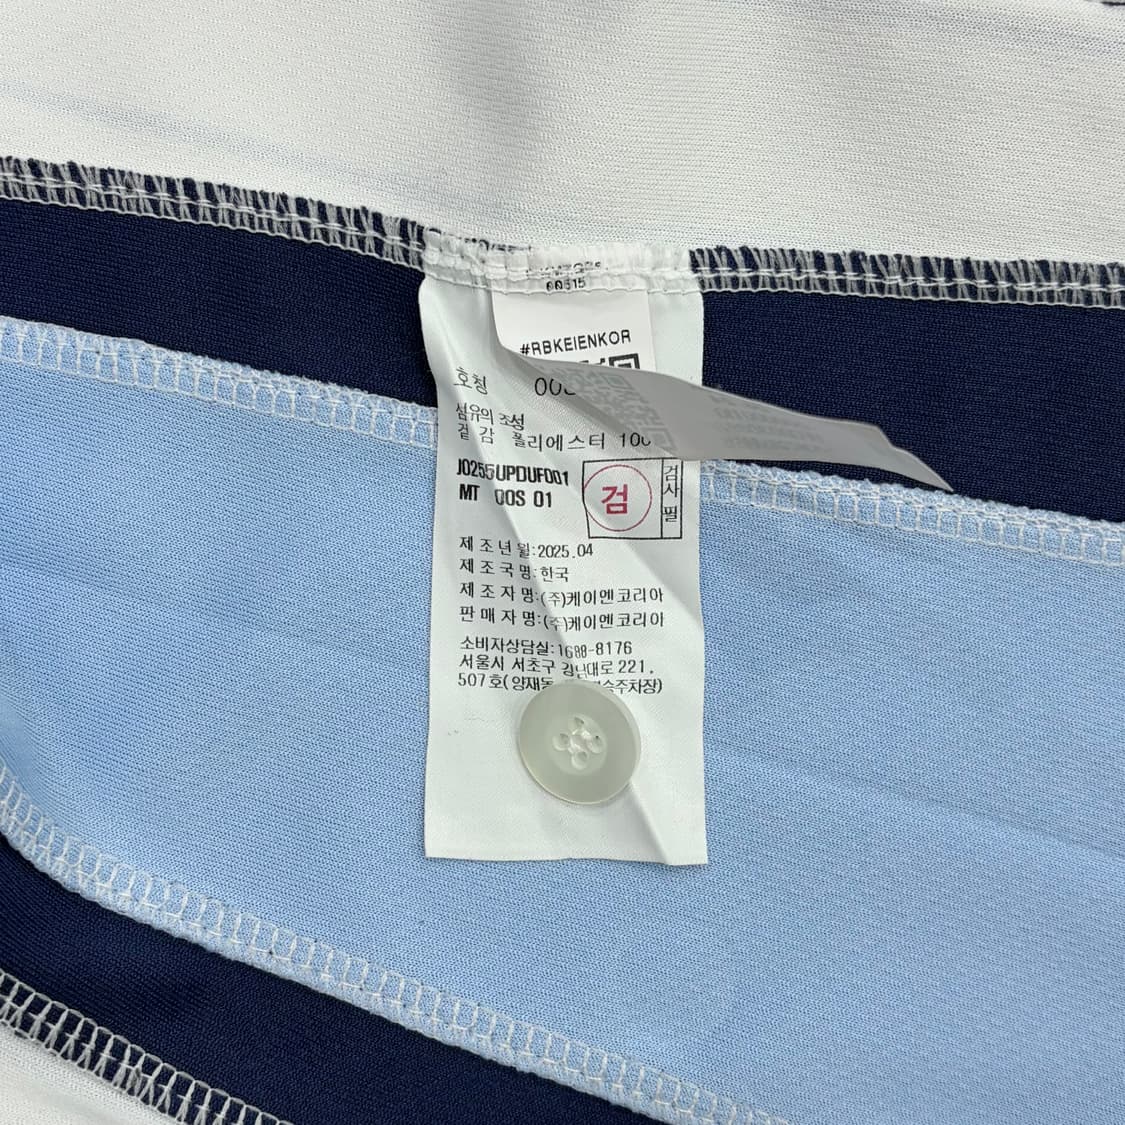 00515
#RBKEIENKOR
호칭
섬유의 조성
겉 감 폴리에스터
J0255UPDUF001
MT 00S 01
검
검사필
제 조 년 월:2025.04
제 조 국 명:한국
제 조 자 명:(주)케이엔코리아
판 매 자 명:(주)케이엔코리아
소비자상담실:1688-8176
서울시 서초구 강남대로 221,
507호(양재동